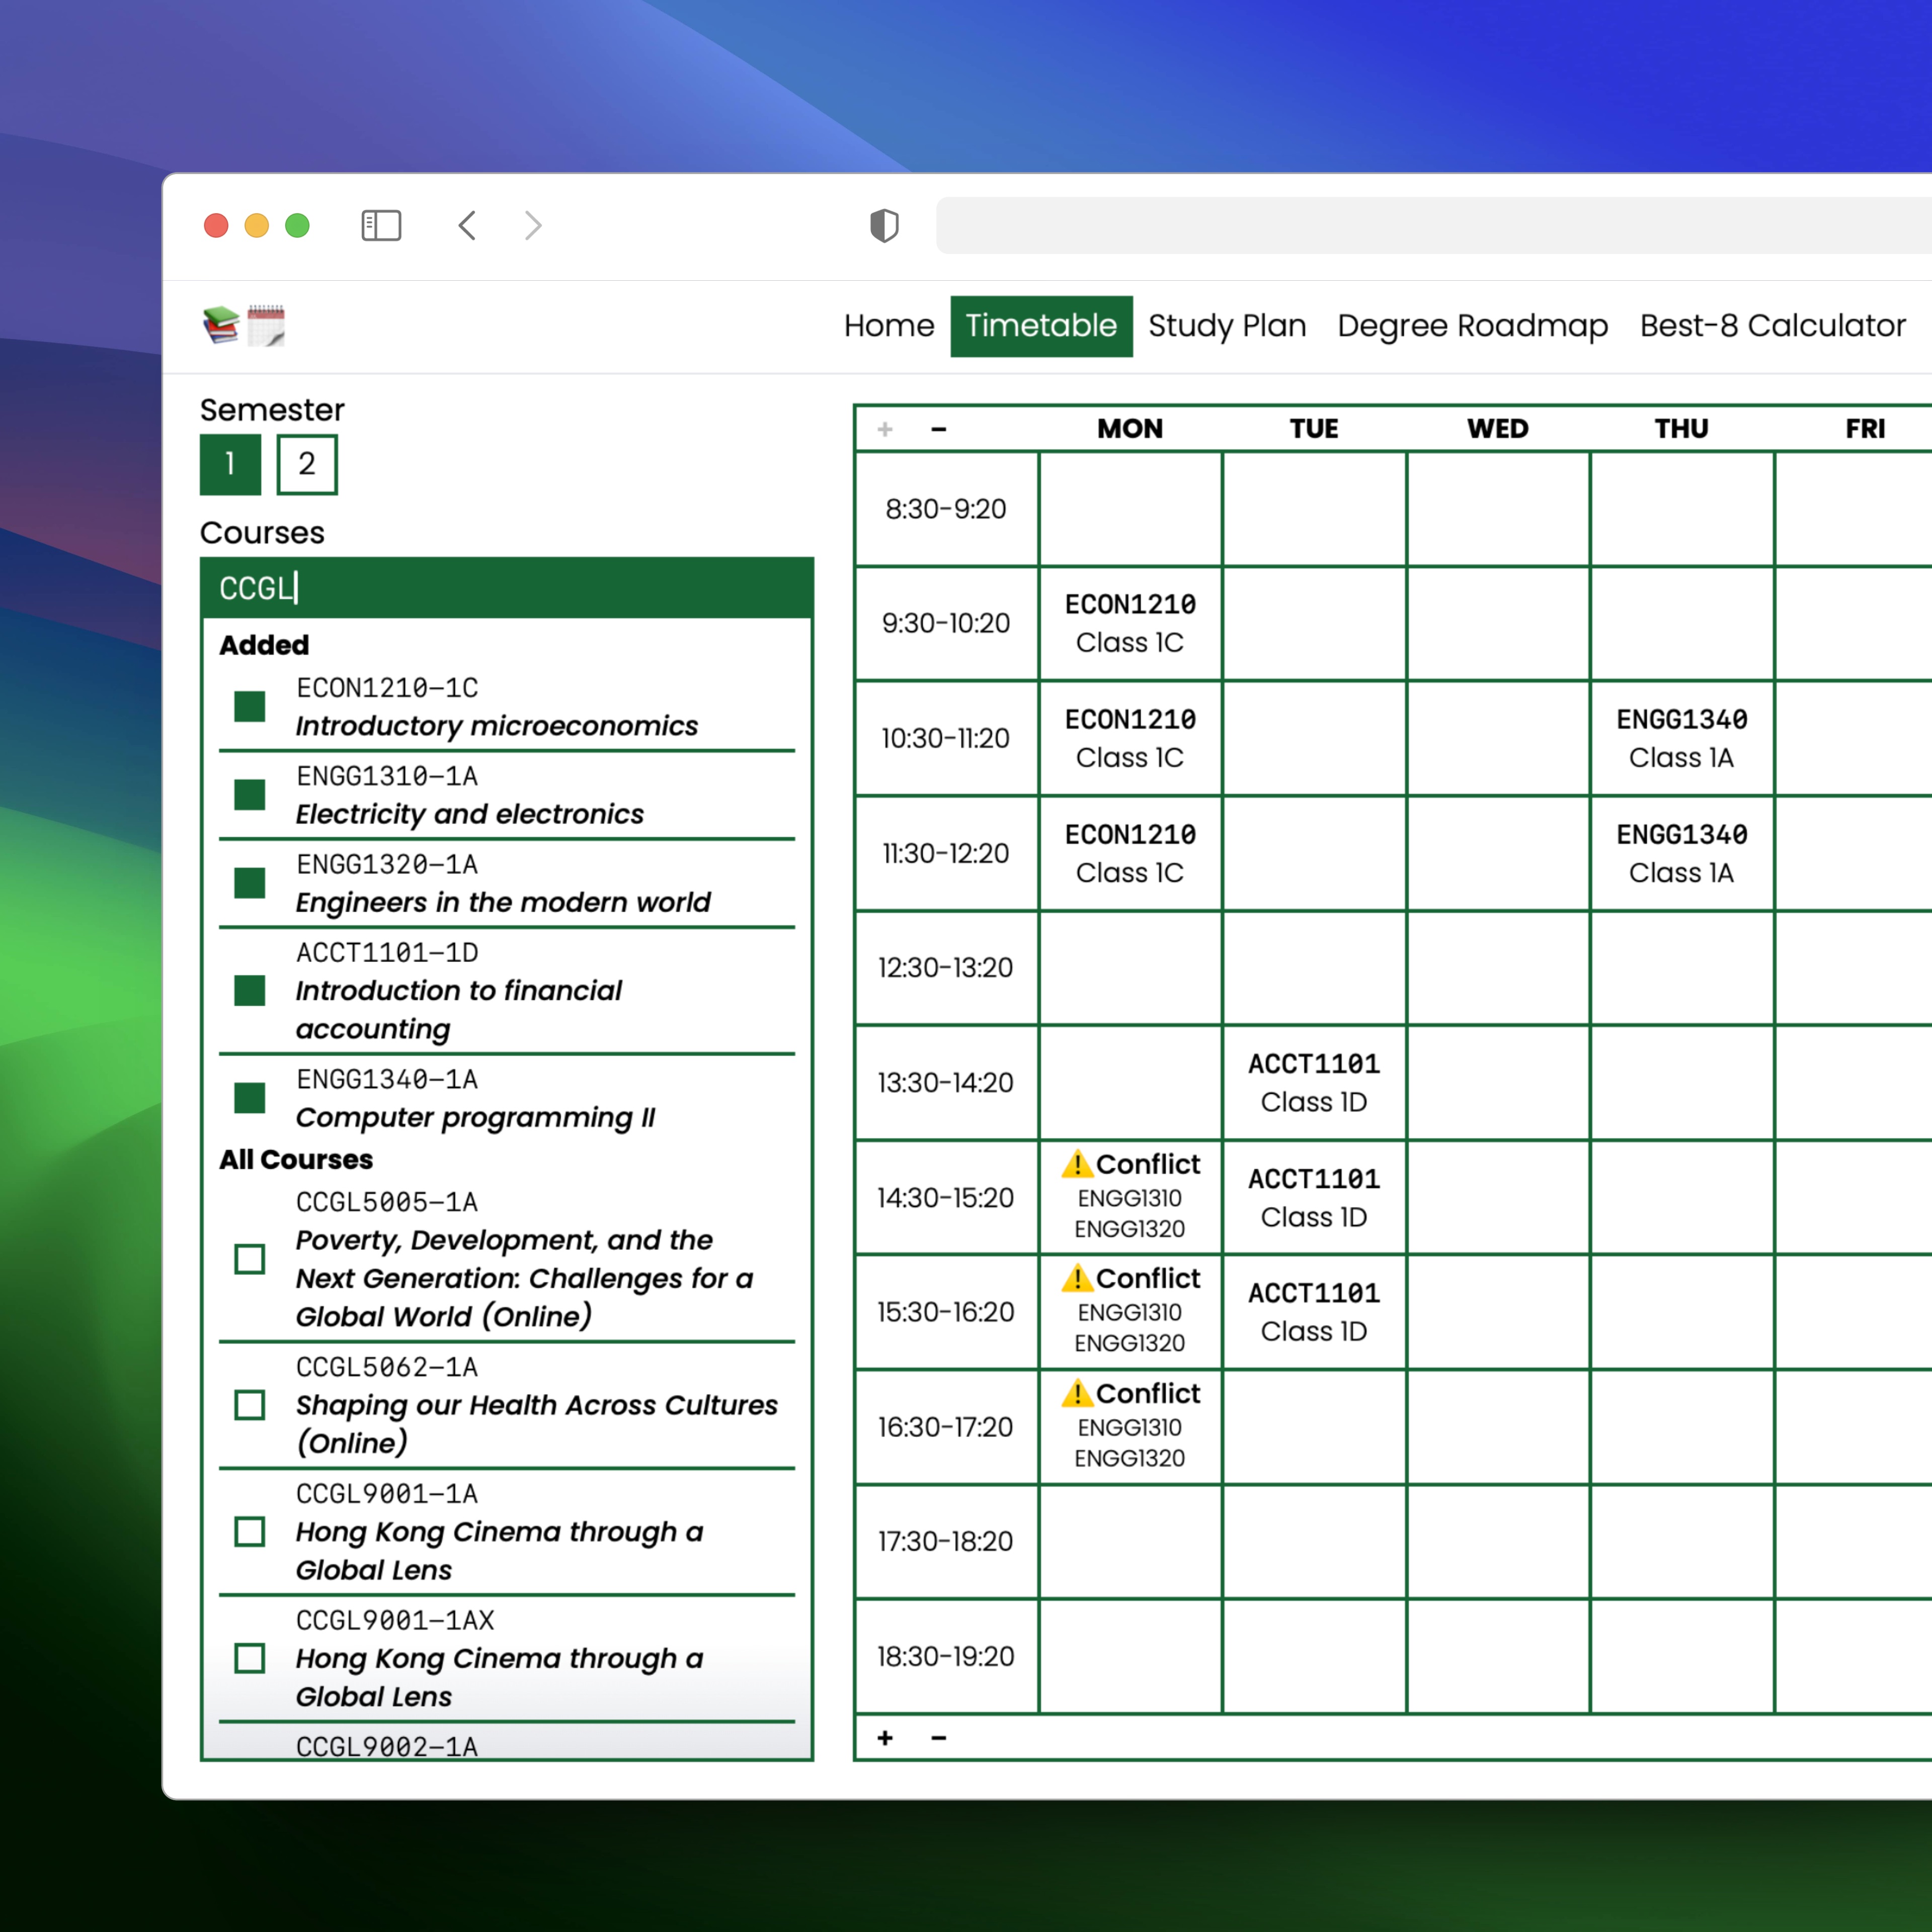 Home Timetable Study Plan Degree Roadmap Best-8 Calculator
Semester
1 2
Courses
CCGL
Added
ECON1210-1C
Introductory microeconomics
ENGG1310-1A
Electricity and electronics
ENGG1320-1A
Engineers in the modern world
ACCT1101-1D
Introduction to financial
accounting
ENGG1340-1A
Computer programming II
All Courses
CCGL5005-1A
Poverty, Development, and the
Next Generation: Challenges for a
Global World (Online)
CCGL5062-1A
Shaping our Health Across Cultures
(Online)
CCGL9001-1A
Hong Kong Cinema through a
Global Lens
CCGL9001-1AX
Hong Kong Cinema through a
Global Lens
CCGL9002-1A
+ − MON TUE WED THU FRI
8:30-9:20
9:30-10:20
ECON1210
Class 1C
10:30-11:20
ECON1210
Class 1C
ENGG1340
Class 1A
11:30-12:20
ECON1210
Class 1C
ENGG1340
Class 1A
12:30-13:20
13:30-14:20
ACCT1101
Class 1D
14:30-15:20
⚠️Conflict
ENGG1310
ENGG1320
ACCT1101
Class 1D
15:30-16:20
⚠️Conflict
ENGG1310
ENGG1320
ACCT1101
Class 1D
16:30-17:20
⚠️Conflict
ENGG1310
ENGG1320
17:30-18:20
18:30-19:20
+ −